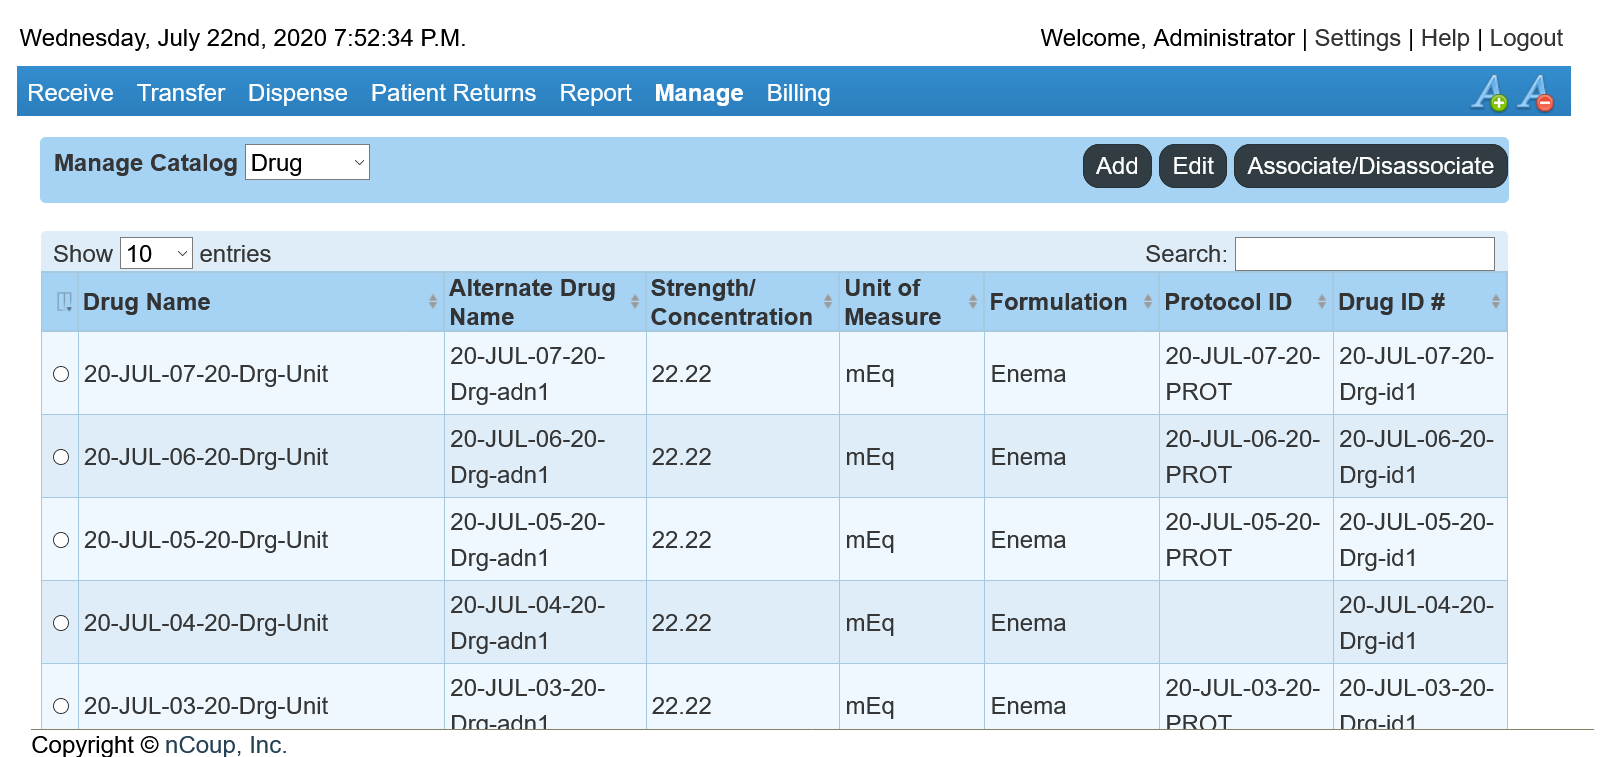 Wednesday, July 22nd, 2020 7:52:34 P.M.
Welcome, Administrator | Settings | Help | Logout
Receive Transfer Dispense Patient Returns Report Manage Billing
Manage Catalog Drug
Add Edit Associate/Disassociate
Show 10 entries
Search:
Drug Name
Alternate Drug
Name
Strength/
Concentration
Unit of
Measure
Formulation
Protocol ID
Drug ID #
20-JUL-07-20-Drg-Unit
20-JUL-07-20-
Drg-adn1
22.22
mEq
Enema
20-JUL-07-20-
PROT
20-JUL-07-20-
Drg-id1
20-JUL-06-20-Drg-Unit
20-JUL-06-20-
Drg-adn1
22.22
mEq
Enema
20-JUL-06-20-
PROT
20-JUL-06-20-
Drg-id1
20-JUL-05-20-Drg-Unit
20-JUL-05-20-
Drg-adn1
22.22
mEq
Enema
20-JUL-05-20-
PROT
20-JUL-05-20-
Drg-id1
20-JUL-04-20-Drg-Unit
20-JUL-04-20-
Drg-adn1
22.22
mEq
Enema
20-JUL-04-20-
Drg-id1
20-JUL-03-20-Drg-Unit
20-JUL-03-20-
Drg-adn1
22.22
mEq
Enema
20-JUL-03-20-
PROT
20-JUL-03-20-
Drg-id1
Copyright © nCoup, Inc.